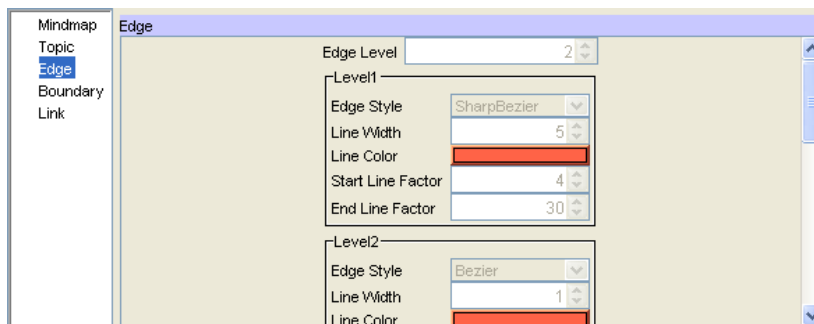 Mindmap
Topic
Edge
Boundary
Link
Edge
Edge Level 2
Level1
Edge Style SharpBezier
Line Width 5
Line Color
Start Line Factor 4
End Line Factor 30
Level2
Edge Style Bezier
Line Width 1
Line Color